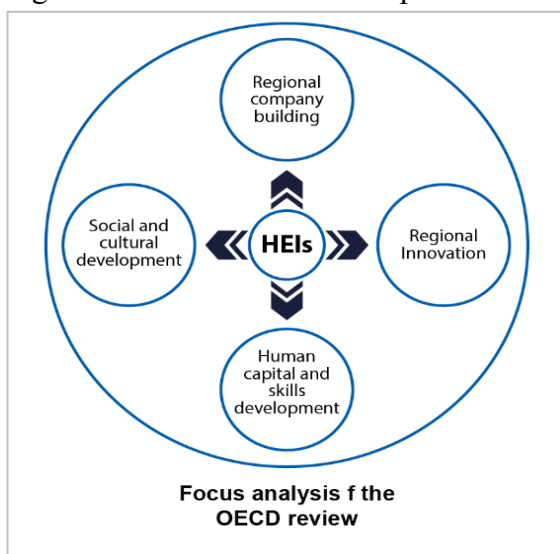 Regional
company
building
Social and
cultural
development
HEIs
Regional
Innovation
Human
capital and
skills
development
Focus analysis f the
OECD review